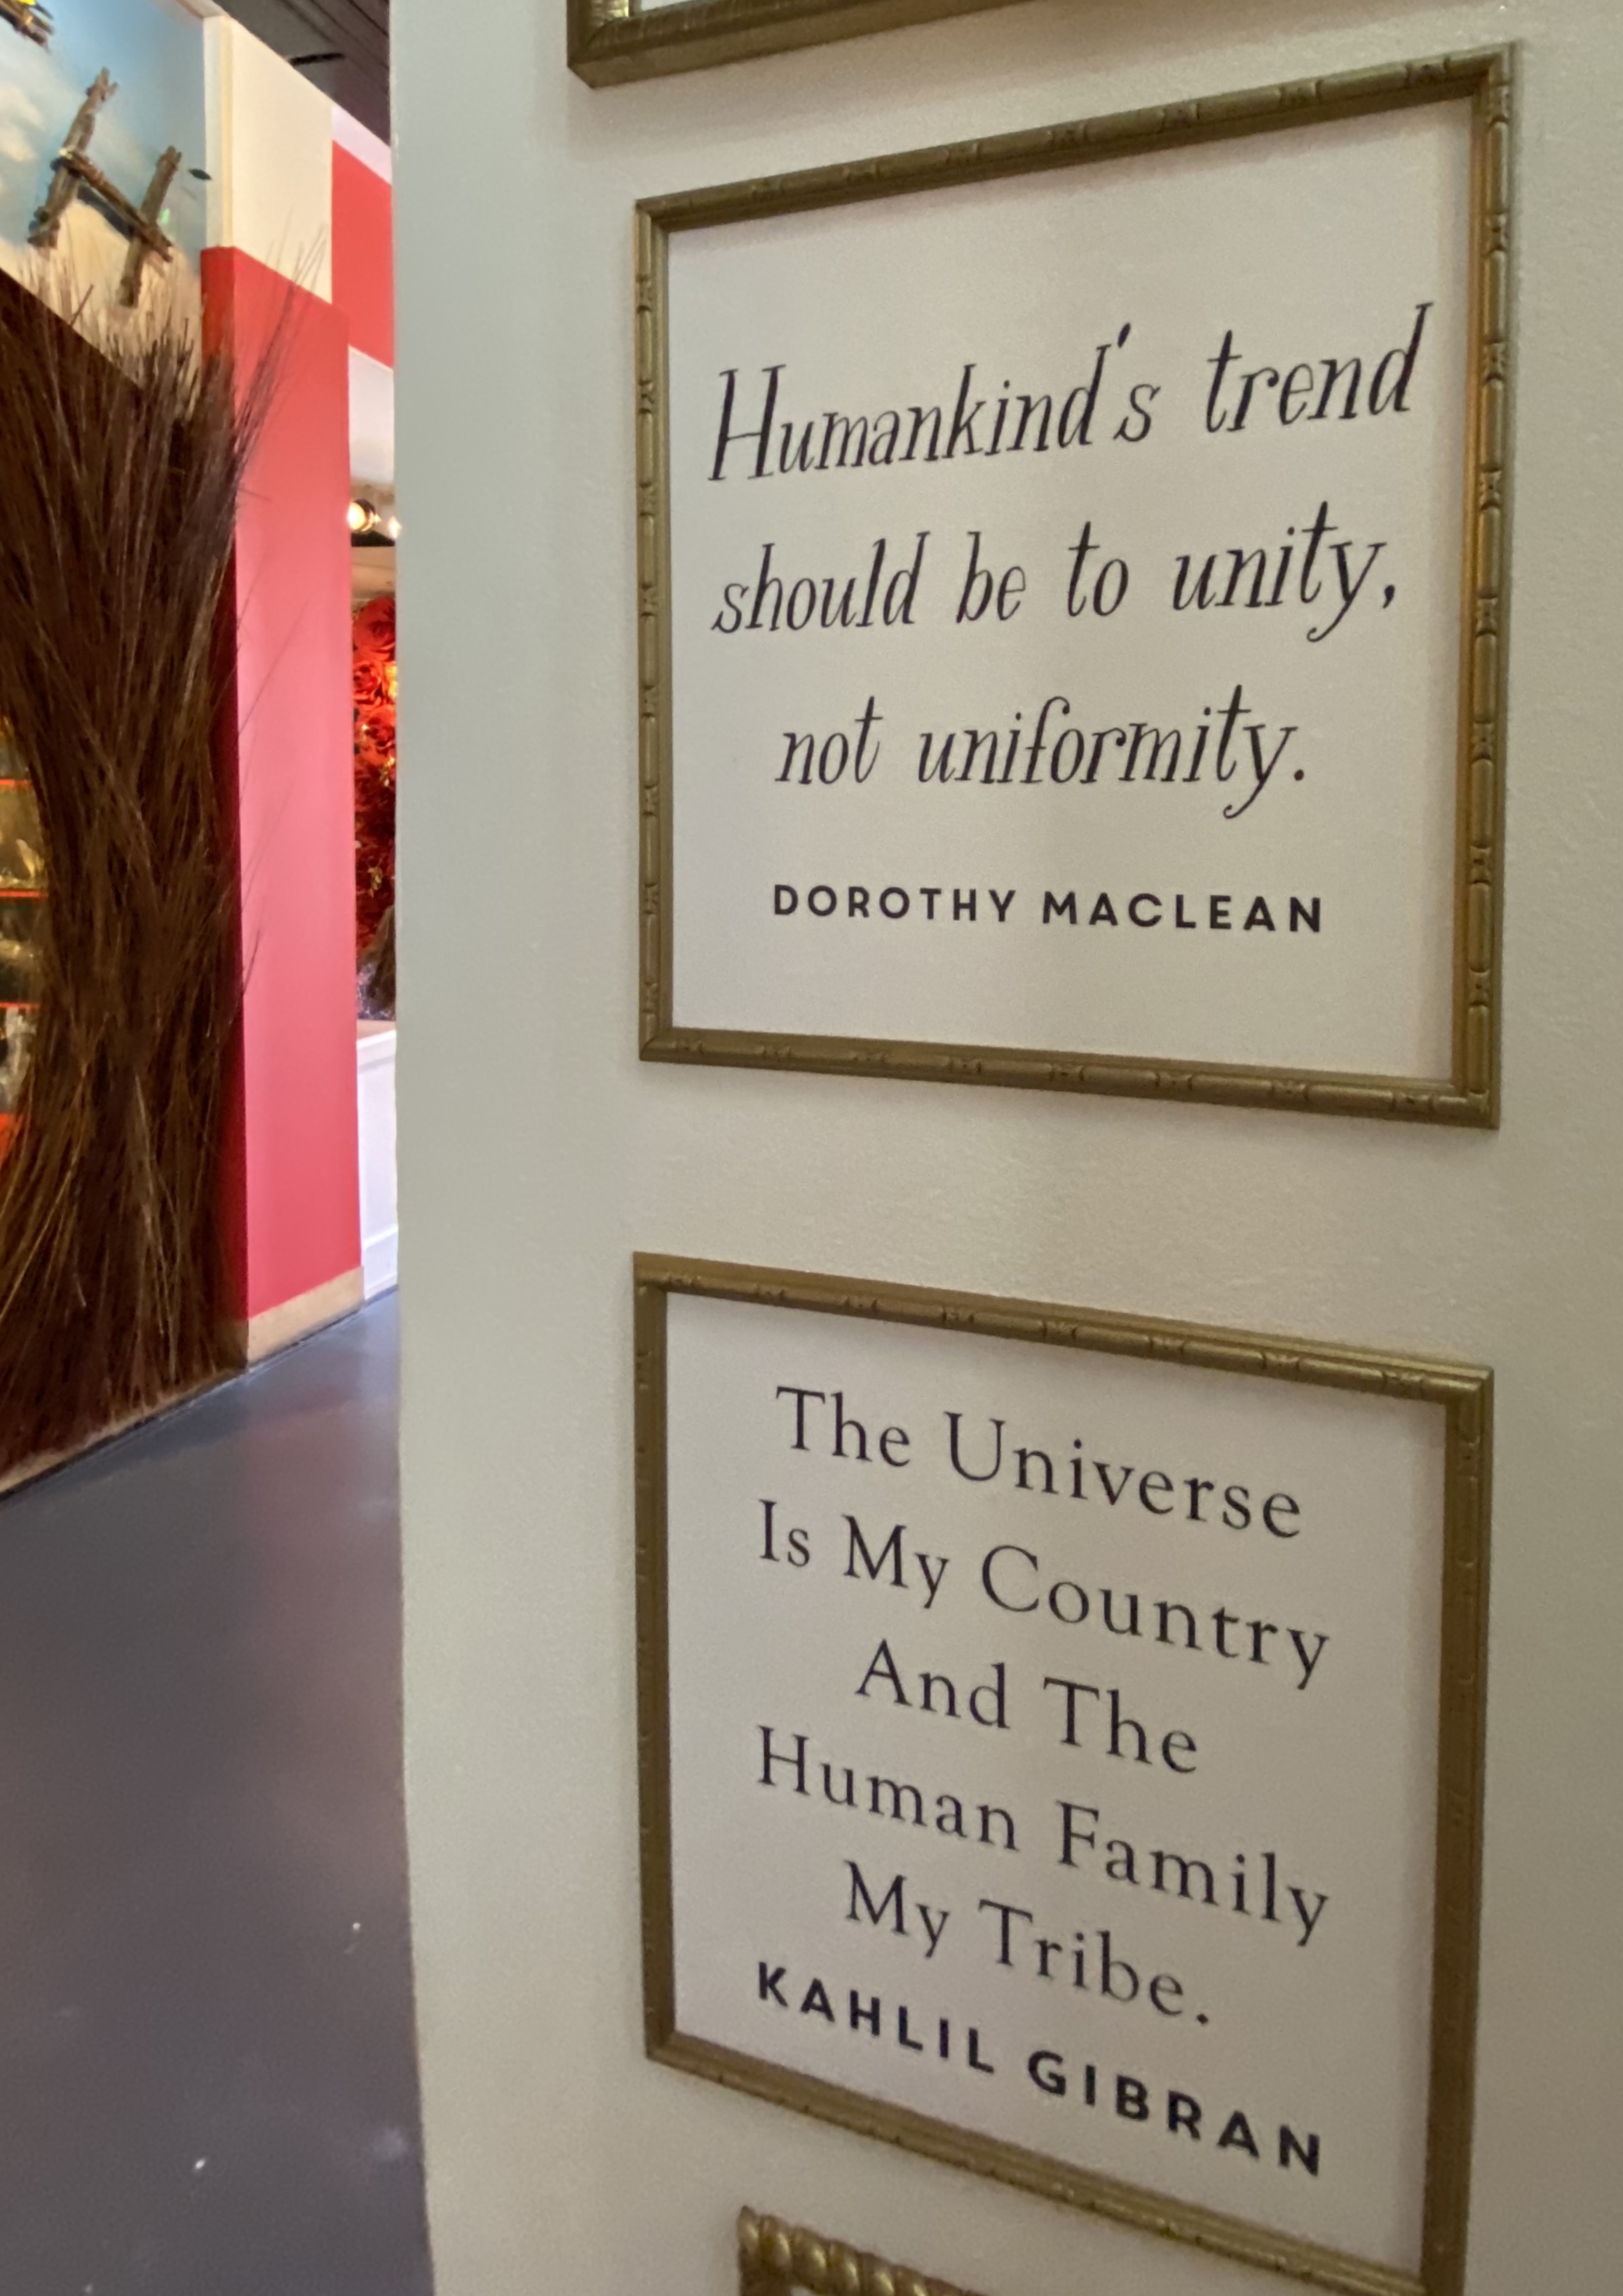 Humankind's trend
should be to unity,
not uniformity.
DOROTHY MACLEAN
The Universe
Is My Country
And The
Human Family
My Tribe.
KAHLIL GIBRAN